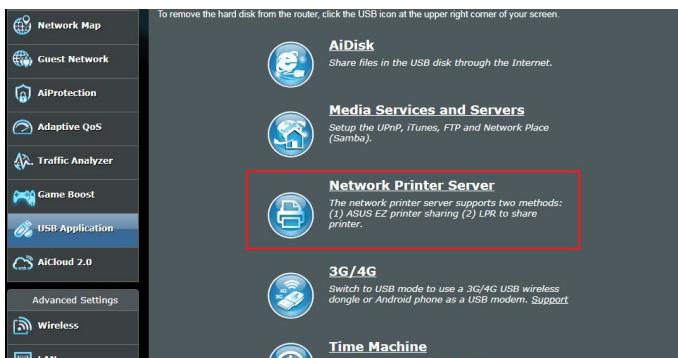 To remove the hard disk from the router, click the USB icon at the upper right corner of your screen.
Network Map
Guest Network
AiProtection
Adaptive QoS
Traffic Analyzer
Game Boost
USB Application
AiCloud 2.0
Advanced Settings
Wireless
LAN
AiDisk
Share files in the USB disk through the Internet.
Media Services and Servers
Setup the UPnP, iTunes, FTP and Network Place
(Samba).
Network Printer Server
The network printer server supports two methods:
(1) ASUS EZ printer sharing (2) LPR to share
printer.
4G
3G
3G/4G
Switch to USB mode to use a 3G/4G USB wireless
dongle or Android phone as a USB modem. Support
Time Machine